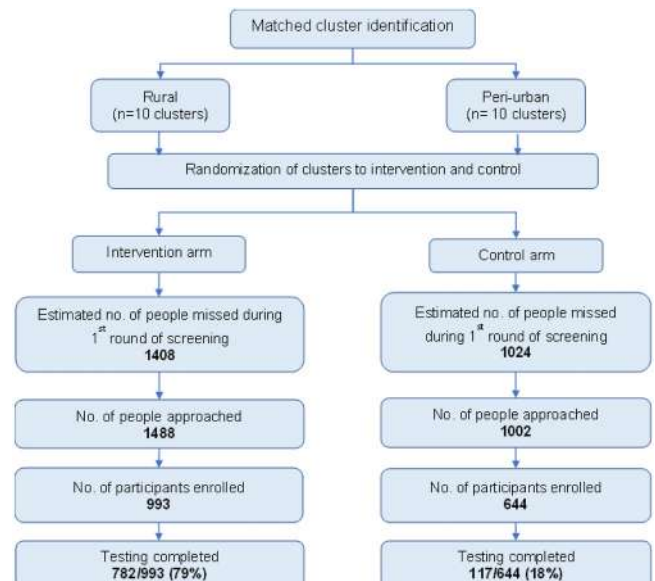 Matched cluster identification
Rural
(n=10 clusters)
Peri-urban
(n= 10 clusters)
Randomization of clusters to intervention and control
Intervention arm
Control arm
Estimated no. of people missed during
1st round of screening
1408
Estimated no. of people missed
during 1st round of screening
1024
No. of people approached
1488
No. of people approached
1002
No. of participants enrolled
993
No. of participants enrolled
644
Testing completed
782/993 (79%)
Testing completed
117/644 (18%)